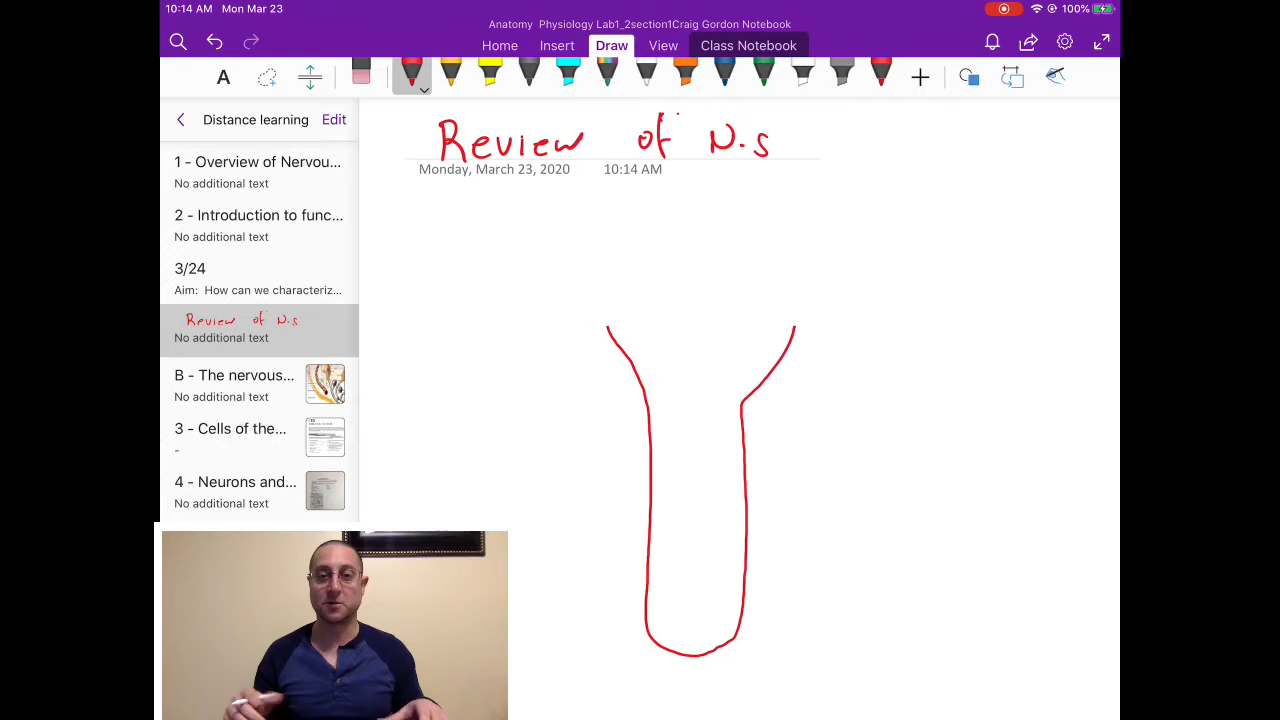 10:14 AM Mon Mar 23
100%
Anatomy Physiology Lab1_2section1Craig Gordon Notebook
Home Insert Draw View Class Notebook
A
Distance learning Edit
1 - Overview of Nervou...
No additional text
2 - Introduction to func...
No additional text
3/24
Aim: How can we characteriz...
Review of N.s
No additional text
B - The nervous...
No additional text
3 - Cells of the...
-
4 - Neurons and...
No additional text
Review of N.s
Monday, March 23, 2020 10:14 AM